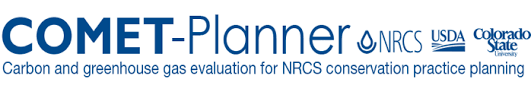 COMET-Planner NRCS USDA Colorado State University
Carbon and greenhouse gas evaluation for NRCS conservation practice planning